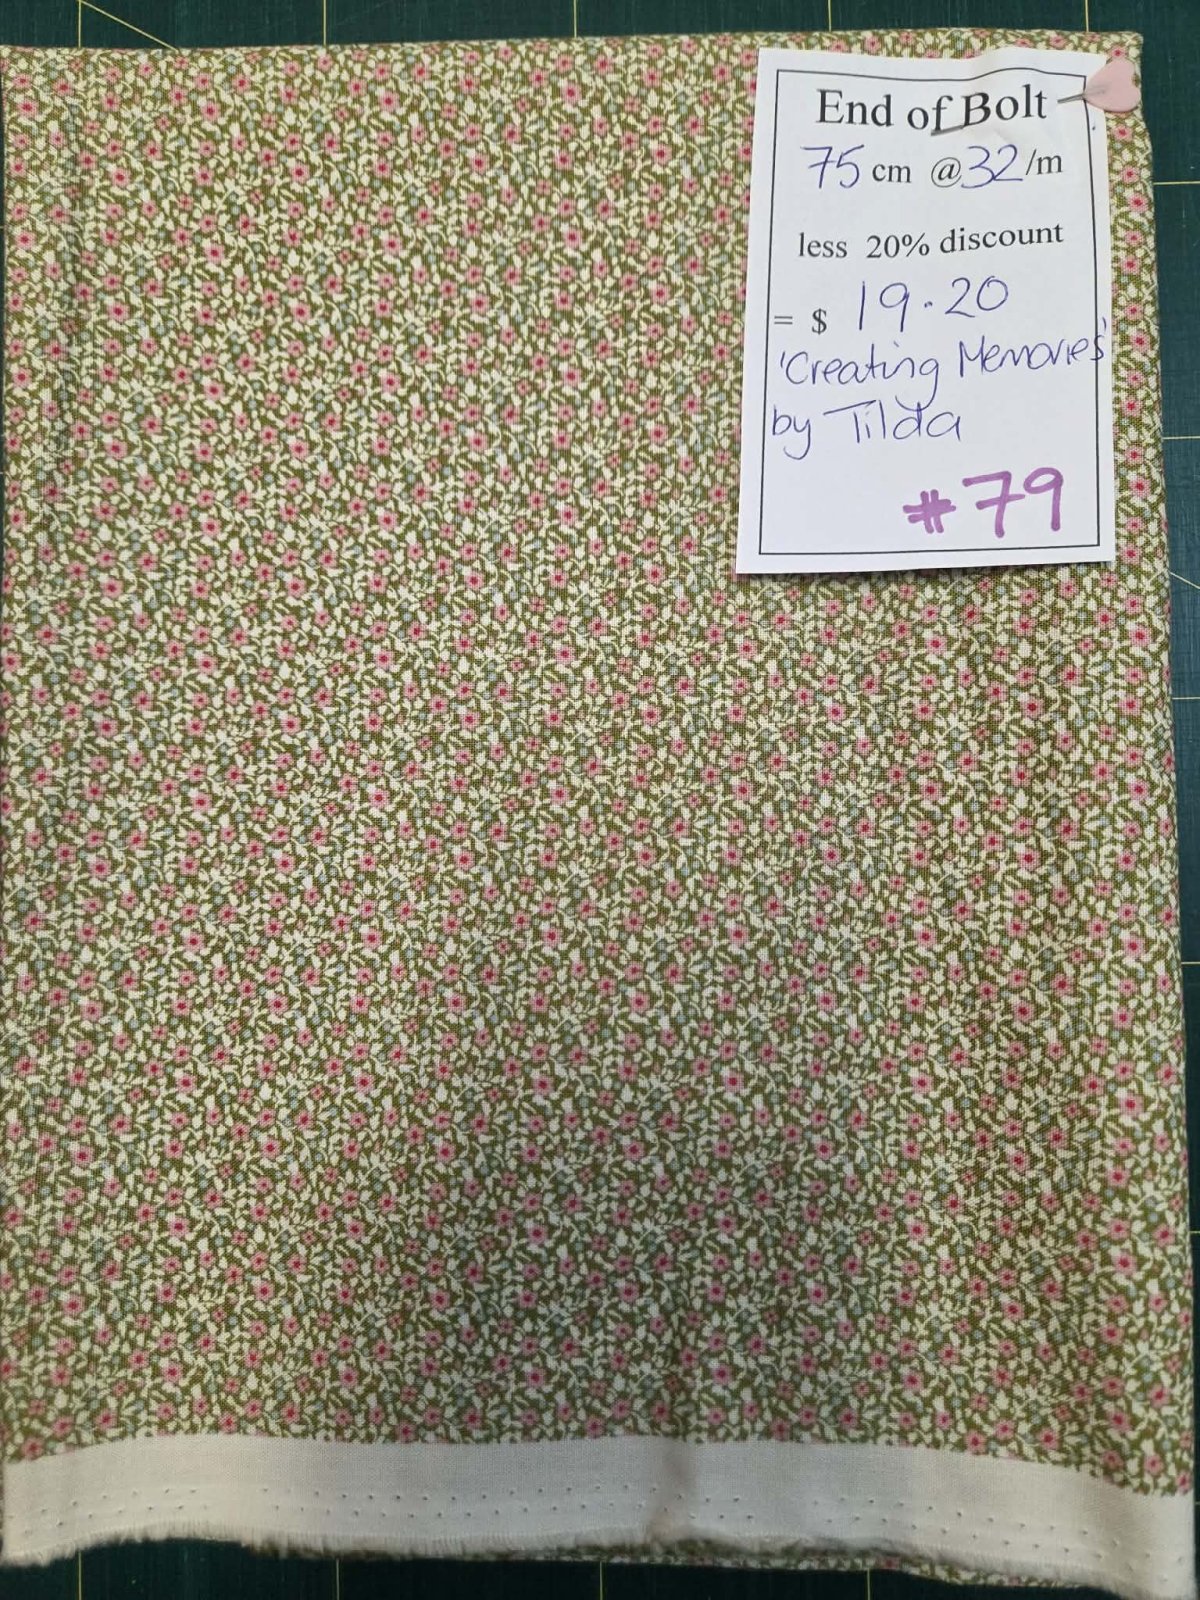 End of Bolt
75 cm @ 32/m
less 20% discount
= $ 19.20
'Creating Memories'
by Tilda
#79